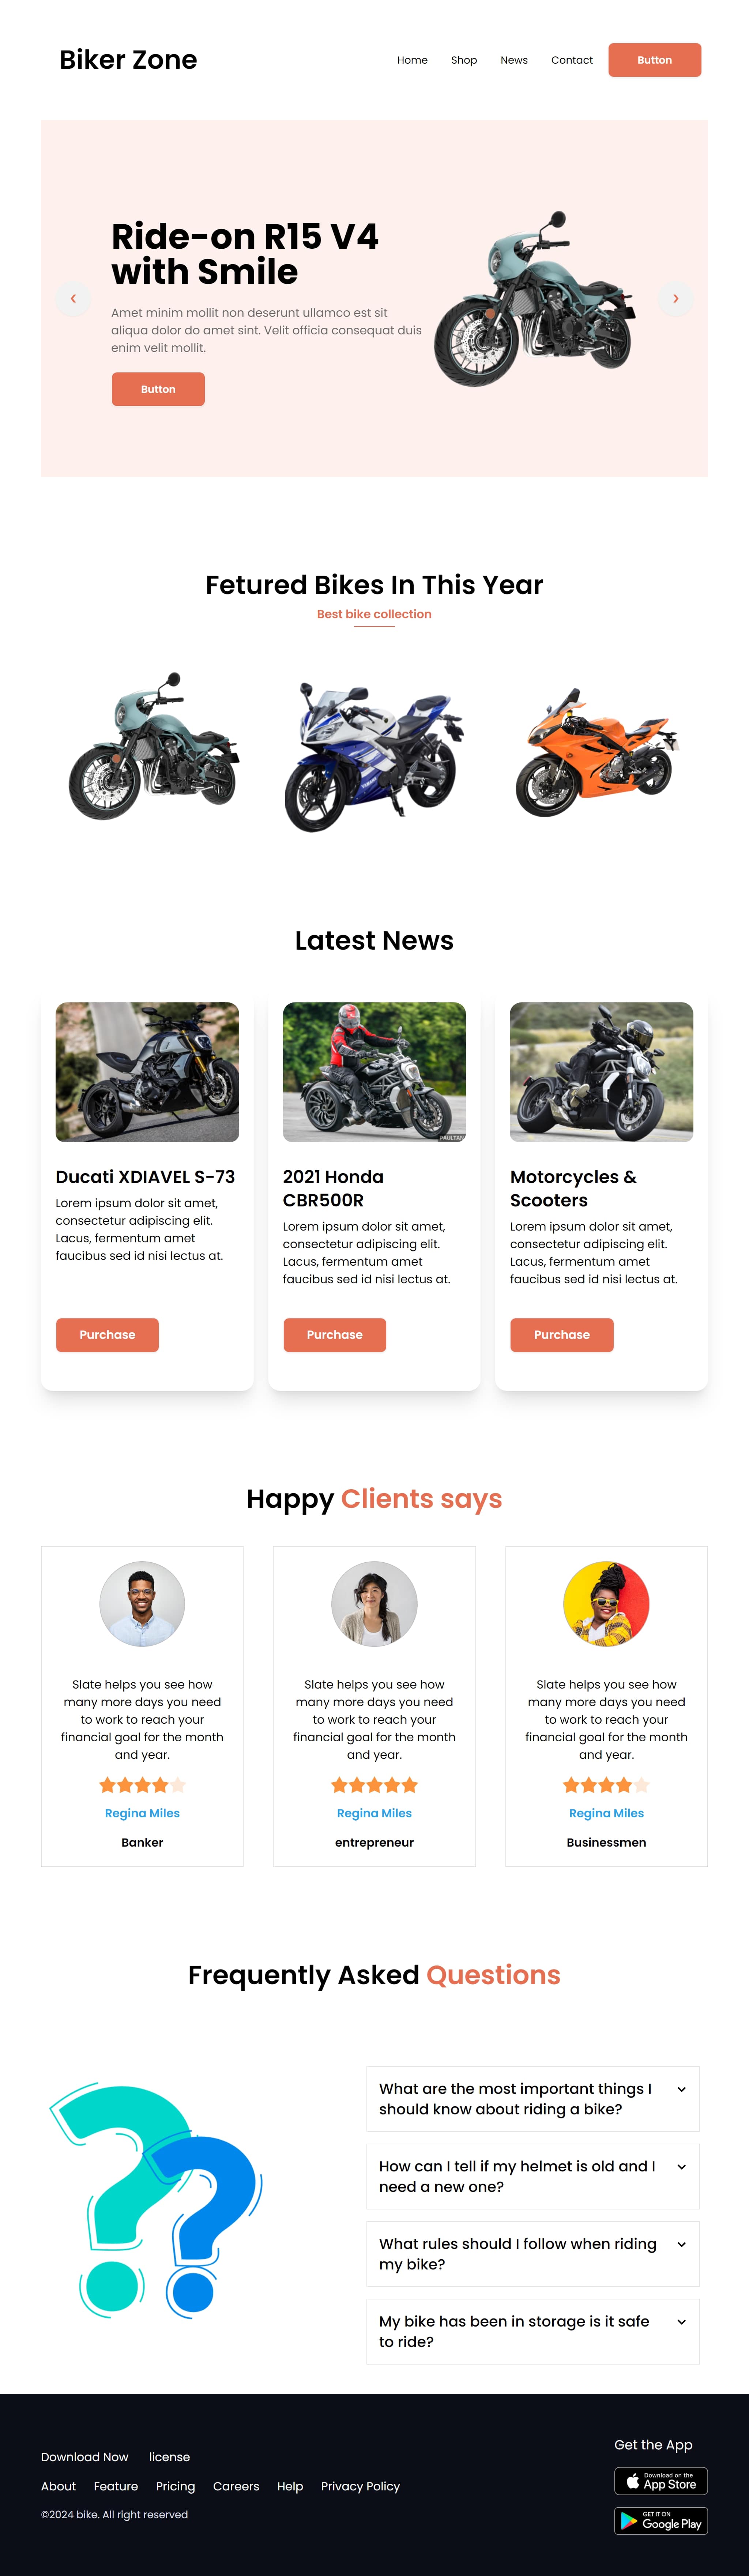 Biker Zone
Home Shop News Contact Button
Ride-on R15 V4
with Smile
Amet minim mollit non deserunt ullamco est sit
aliqua dolor do amet sint. Velit officia consequat duis
enim velit mollit.
Button
Fetured Bikes In This Year
Best bike collection
Latest News
Ducati XDIAVEL S-73
Lorem ipsum dolor sit amet,
consectetur adipiscing elit.
Lacus, fermentum amet
faucibus sed id nisi lectus at.
Purchase
2021 Honda
CBR500R
Lorem ipsum dolor sit amet,
consectetur adipiscing elit.
Lacus, fermentum amet
faucibus sed id nisi lectus at.
Purchase
Motorcycles &
Scooters
Lorem ipsum dolor sit amet,
consectetur adipiscing elit.
Lacus, fermentum amet
faucibus sed id nisi lectus at.
Purchase
Happy Clients says
Slate helps you see how
many more days you need
to work to reach your
financial goal for the month
and year.
Regina Miles
Banker
Slate helps you see how
many more days you need
to work to reach your
financial goal for the month
and year.
Regina Miles
entrepreneur
Slate helps you see how
many more days you need
to work to reach your
financial goal for the month
and year.
Regina Miles
Businessmen
Frequently Asked Questions
What are the most important things I
should know about riding a bike?
How can I tell if my helmet is old and I
need a new one?
What rules should I follow when riding
my bike?
My bike has been in storage is it safe
to ride?
Download Now license
About Feature Pricing Careers Help Privacy Policy
©2024 bike. All right reserved
Get the App
Download on the
App Store
GET IT ON
Google Play